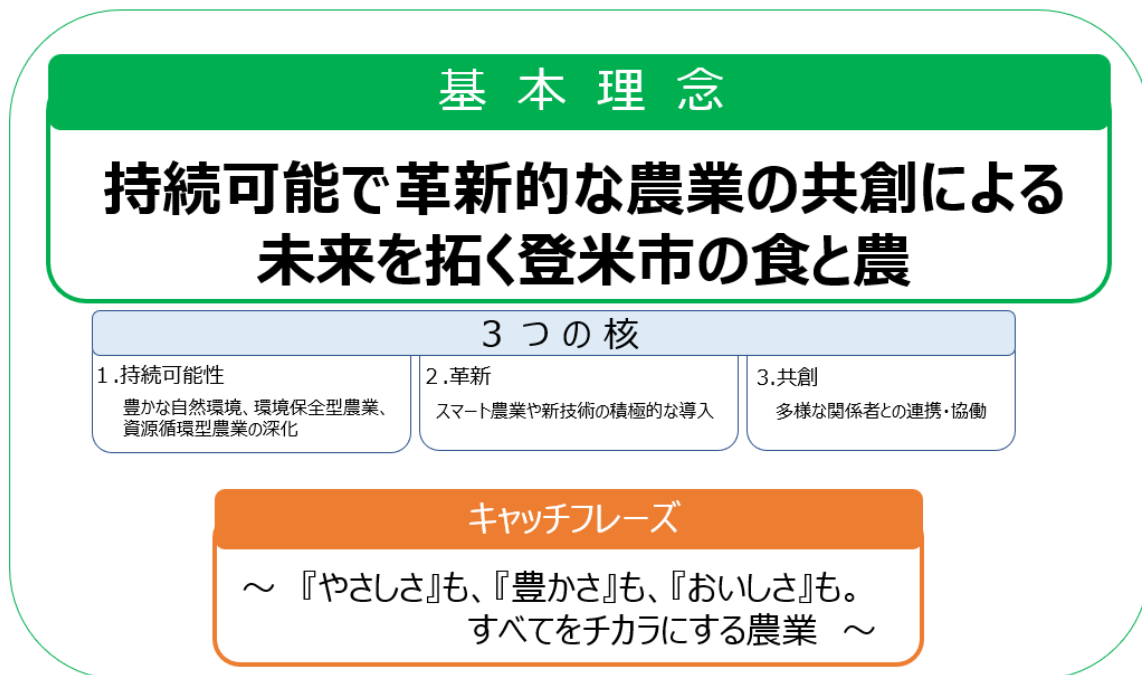 基本理念
持続可能で革新的な農業の共創による
未来を拓く登米市の食と農
3つの核
1.持続可能性
豊かな自然環境、環境保全型農業、
資源循環型農業の深化
2.革新
スマート農業や新技術の積極的な導入
3.共創
多様な関係者との連携・協働
キャッチフレーズ
～ 『やさしさ』も、『豊かさ』も、『おいしさ』も。
すべてをチカラにする農業 ～